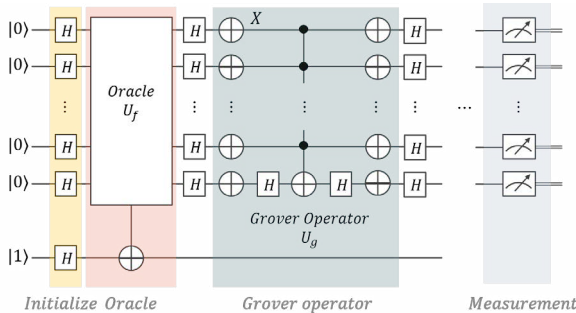 |0⟩ H H X H
|0⟩ H H H
⋮ Oracle ⋮ ⋮ ⋮ ... ⋮
U_f
|0⟩ H H H
|0⟩ H H H H H
Grover Operator
U_g
|1⟩ H
Initialize Oracle Grover operator Measurement